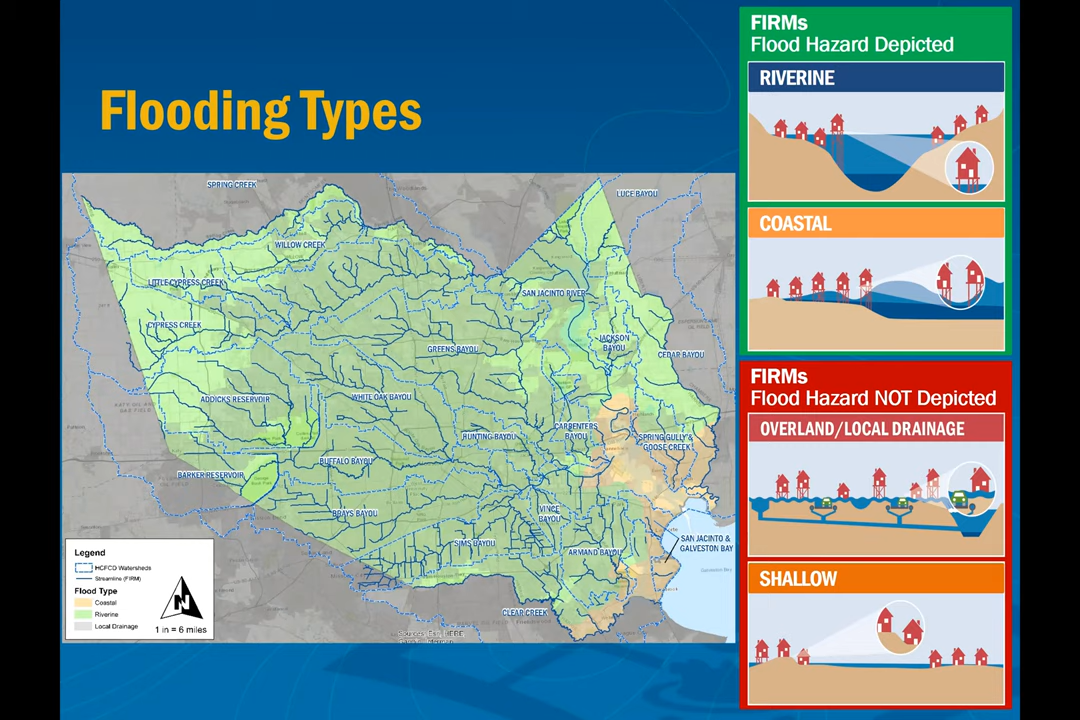 Flooding Types
SPRING CREEK
LUCE BAYOU
WILLOW CREEK
LITTLE CYPRESS CREEK
SAN JACINTO RIVER
CYPRESS CREEK
JACKSON
BAYOU
GREENS BAYOU
CEDAR BAYOU
ADDICKS RESERVOIR
WHITE OAK BAYOU
CARPENTERS
BAYOU
HUNTING BAYOU
SPRING GULLY &
GOOSE CREEK
BUFFALO BAYOU
BARKER RESERVOIR
BRAYS BAYOU
VINCE
BAYOU
SIMS BAYOU
ARMAND BAYOU
SAN JACINTO &
GALVESTON BAY
CLEAR CREEK
Legend
HCFCD Watersheds
Streamline (FIRM)
Flood Type
Coastal
Riverine
Local Drainage
N
1 in = 6 miles
FIRMs
Flood Hazard Depicted
RIVERINE
COASTAL
FIRMs
Flood Hazard NOT Depicted
OVERLAND/LOCAL DRAINAGE
SHALLOW